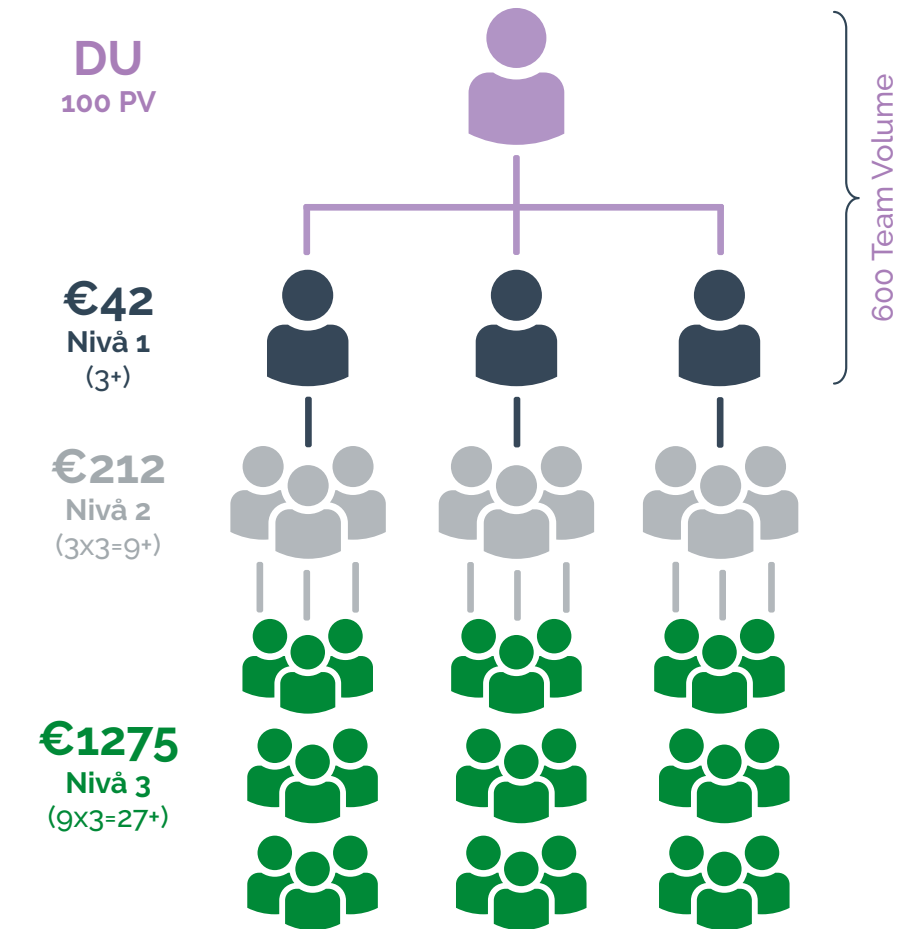 DU
100 PV
600 Team Volume
€42
Nivå 1
(3+)
€212
Nivå 2
(3x3=9+)
€1275
Nivå 3
(9x3=27+)